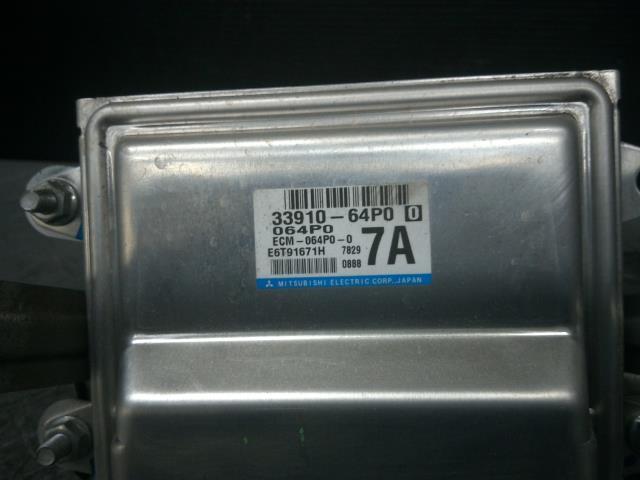 33910-64P0 0
064P0
ECM-064P0-0
E6T91671H 7829 7A
0888
MITSUBISHI ELECTRIC CORP., JAPAN